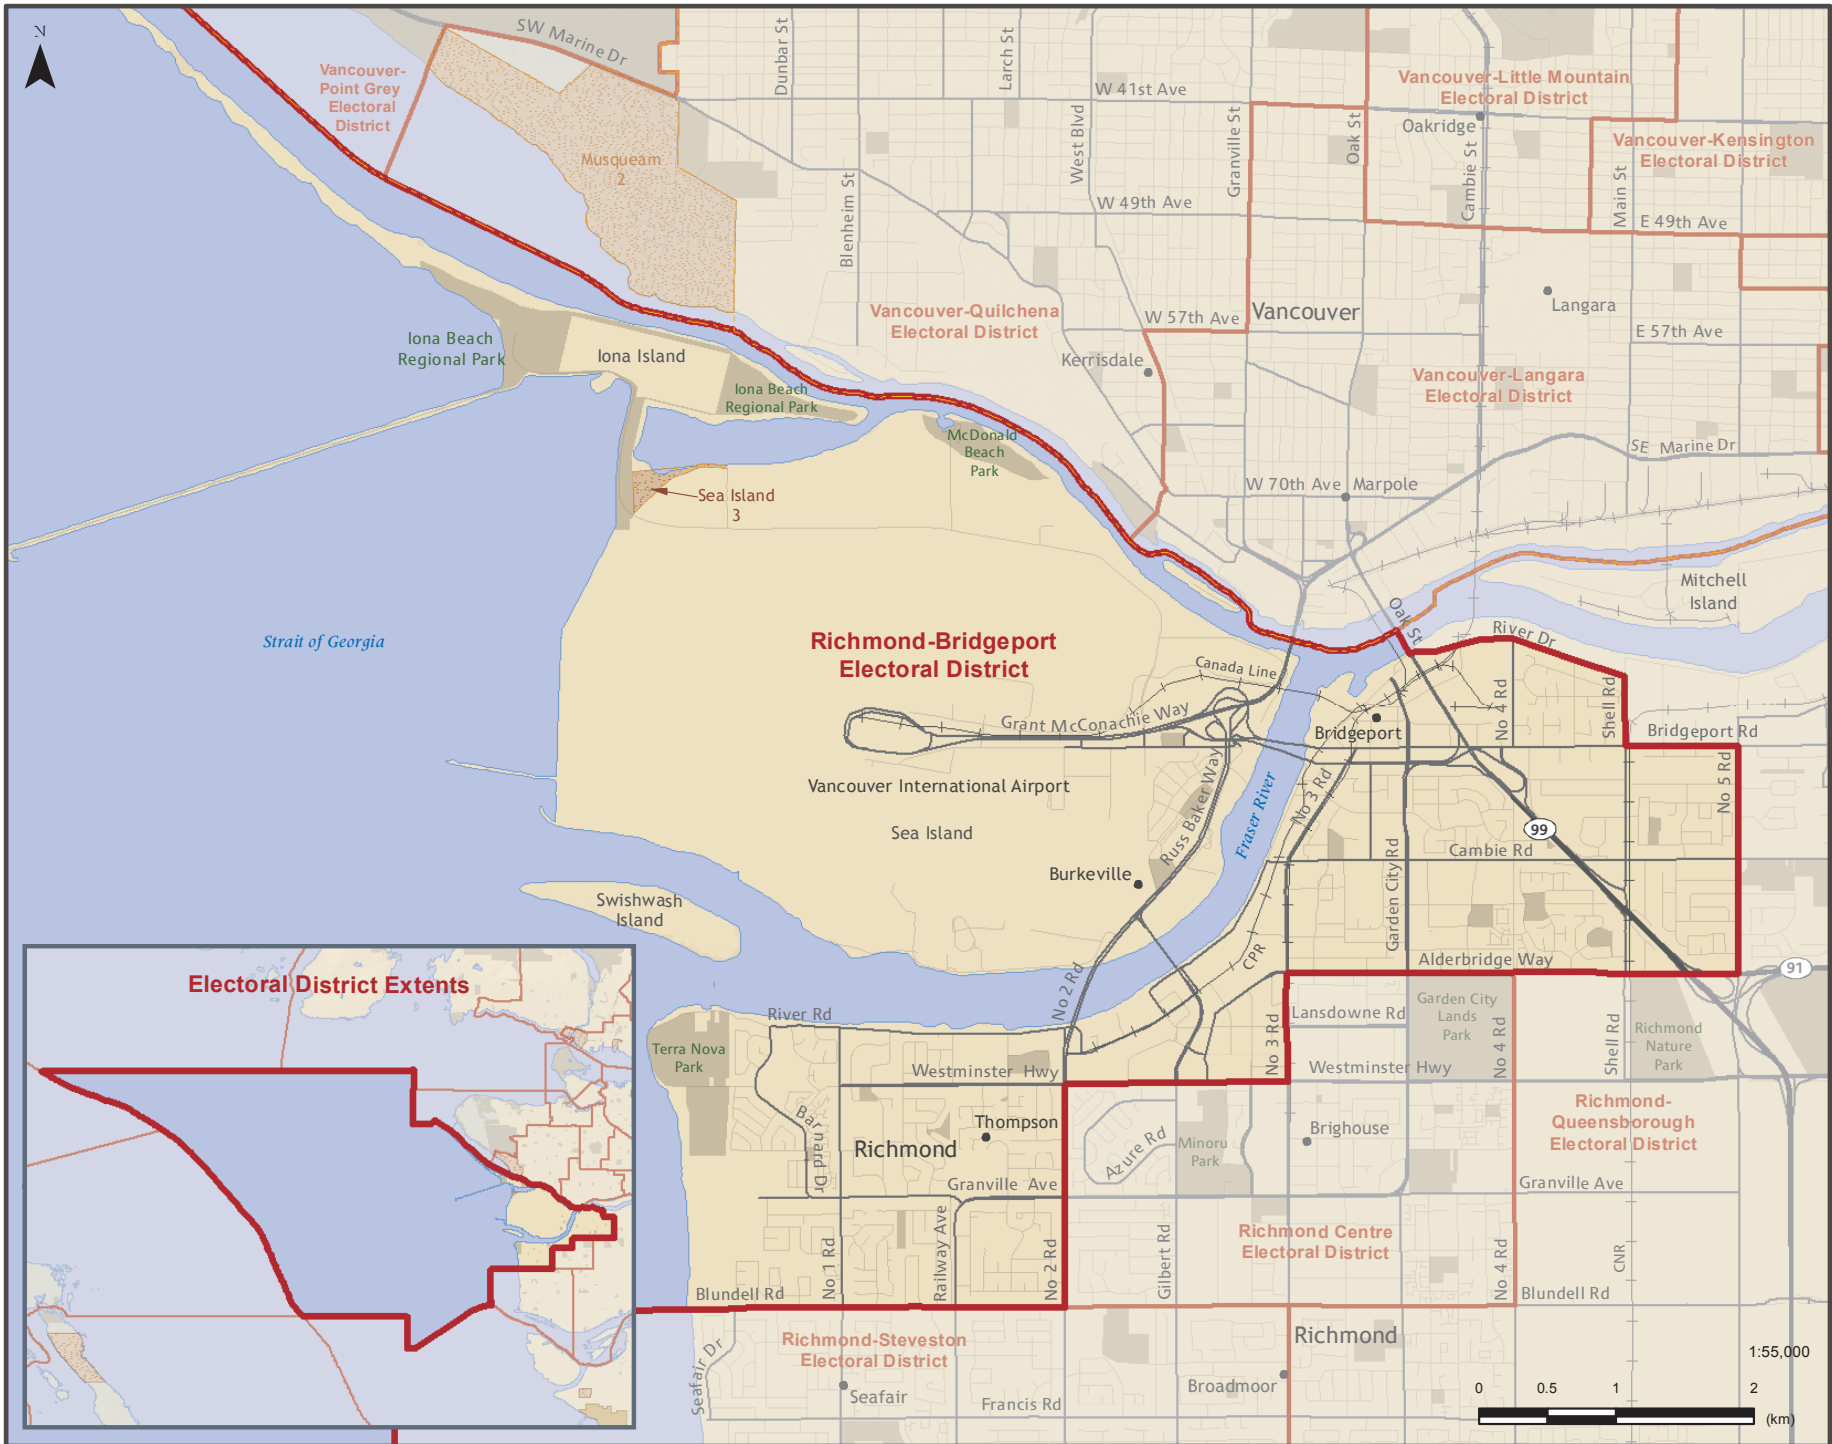 N
SW Marine Dr
Dunbar St
Larch St
Vancouver-
Point Grey
Electoral
District
Vancouver-Little Mountain
Electoral District
W 41st Ave
West Blvd
Granville St
Oak St
Oakridge
Cambie St
Vancouver-Kensington
Electoral District
Main St
Musqueam
2
Blenheim St
W 49th Ave
E 49th Ave
Langara
Vancouver-Quilchena
Electoral District
W 57th Ave
Vancouver
E 57th Ave
Iona Beach
Regional Park
Iona Island
Kerrisdale
Iona Beach
Regional Park
Vancouver-Langara
Electoral District
McDonald
Beach
Park
SE Marine Dr
Sea Island
3
W 70th Ave
Marpole
Mitchell
Island
Oak St
River Dr
Strait of Georgia
Richmond-Bridgeport
Electoral District
Canada Line
Grant McConachie Way
No 4 Rd
Shell Rd
Bridgeport
Bridgeport Rd
Vancouver International Airport
Russ Baker Way
Fraser River
No 3 Rd
No 5 Rd
Sea Island
99
Cambie Rd
Garden City Rd
Burkeville
Swishwash
Island
CPR
Alderbridge Way
91
Electoral District Extents
No 2 Rd
River Rd
Lansdowne Rd
Garden City
Lands
Park
No 3 Rd
No 4 Rd
Shell Rd
Richmond
Nature
Park
Terra Nova
Park
Westminster Hwy
Westminster Hwy
Barnard Dr
Thompson
Richmond
Azure Rd
Minoru
Park
Brighouse
Richmond-
Queensborough
Electoral District
Granville Ave
Granville Ave
No 1 Rd
Railway Ave
No 2 Rd
Gilbert Rd
Richmond Centre
Electoral District
No 4 Rd
CNR
Blundell Rd
Blundell Rd
Richmond-Steveston
Electoral District
Richmond
Seafair Dr
Seafair
Francis Rd
Broadmoor
1:55,000
0 0.5 1 2
(km)